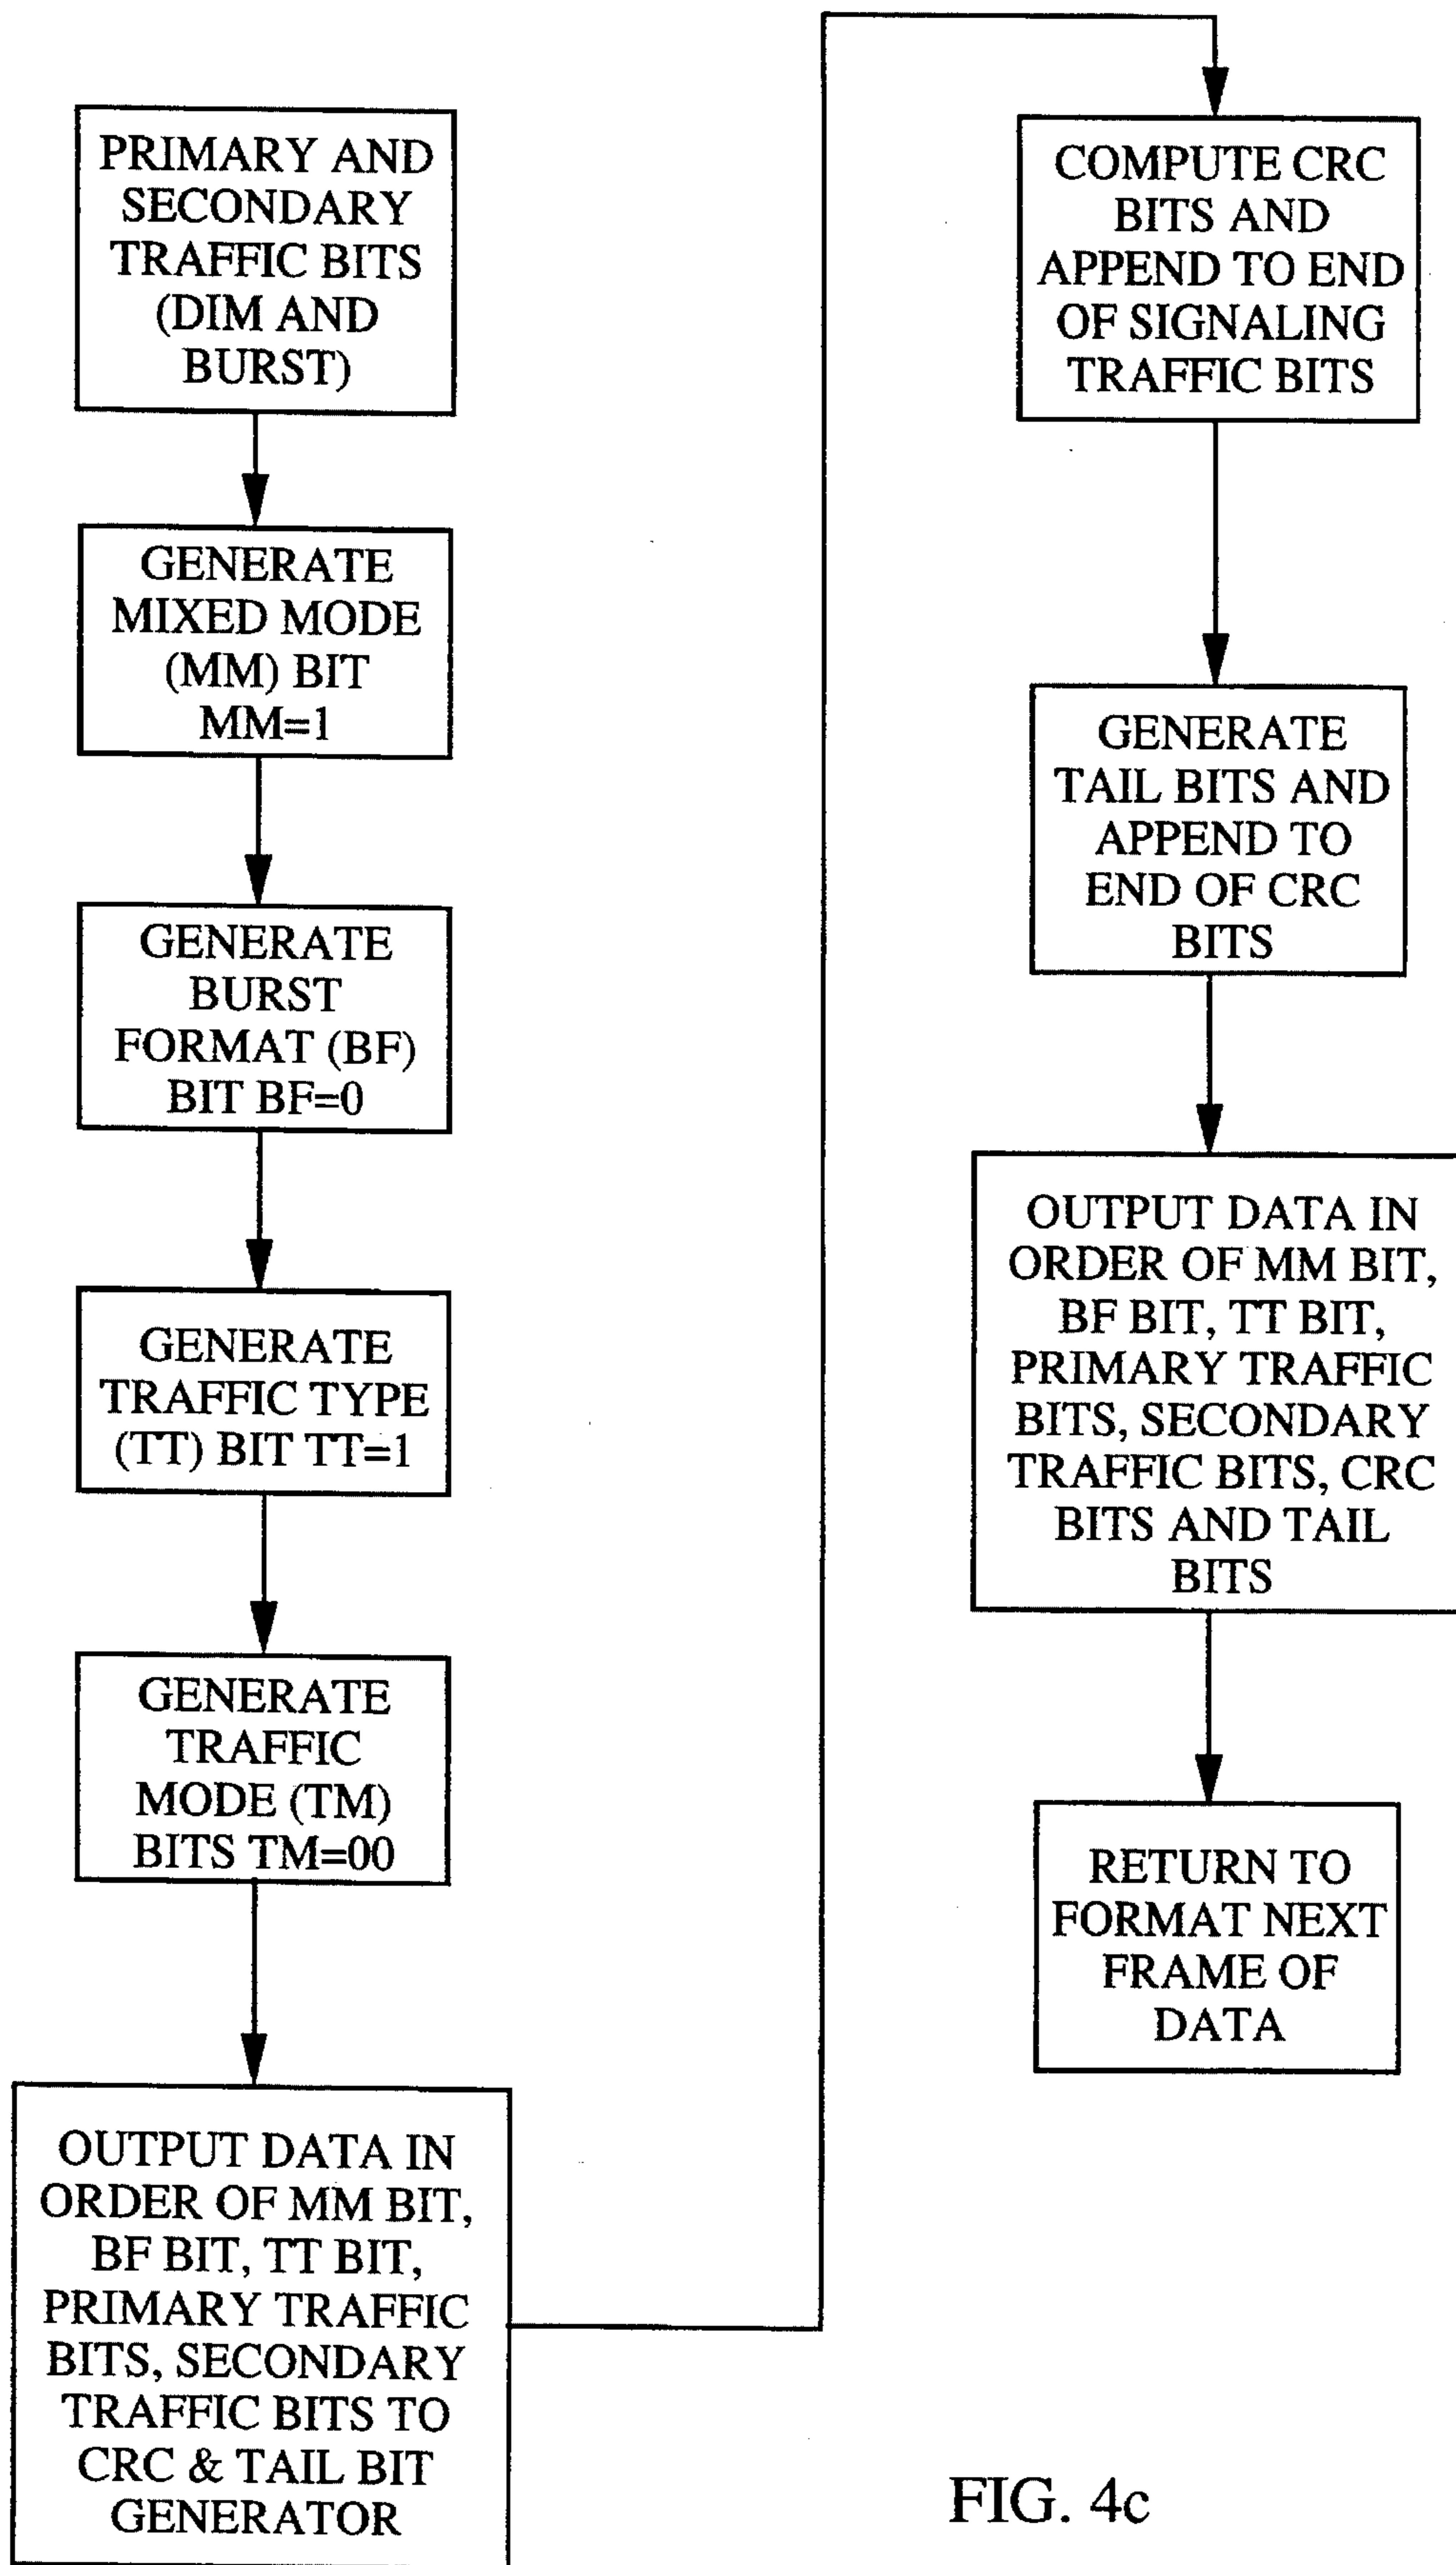 PRIMARY AND
SECONDARY
TRAFFIC BITS
(DIM AND
BURST)
GENERATE
MIXED MODE
(MM) BIT
MM=1
GENERATE
BURST
FORMAT (BF)
BIT BF=0
GENERATE
TRAFFIC TYPE
(TT) BIT TT=1
GENERATE
TRAFFIC
MODE (TM)
BITS TM=00
OUTPUT DATA IN
ORDER OF MM BIT,
BF BIT, TT BIT,
PRIMARY TRAFFIC
BITS, SECONDARY
TRAFFIC BITS TO
CRC & TAIL BIT
GENERATOR
COMPUTE CRC
BITS AND
APPEND TO END
OF SIGNALING
TRAFFIC BITS
GENERATE
TAIL BITS AND
APPEND TO
END OF CRC
BITS
OUTPUT DATA IN
ORDER OF MM BIT,
BF BIT, TT BIT,
PRIMARY TRAFFIC
BITS, SECONDARY
TRAFFIC BITS, CRC
BITS AND TAIL
BITS
RETURN TO
FORMAT NEXT
FRAME OF
DATA
FIG. 4c